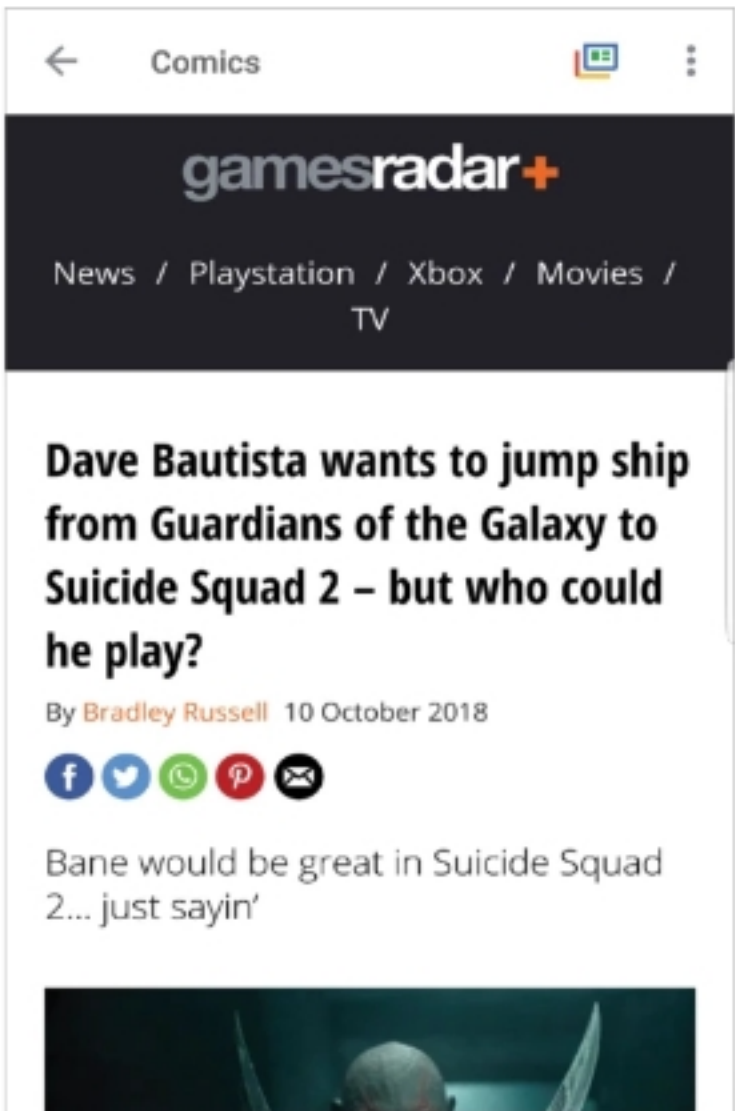 Comics
gamesradar+
News / Playstation / Xbox / Movies /
TV
Dave Bautista wants to jump ship
from Guardians of the Galaxy to
Suicide Squad 2 – but who could
he play?
By Bradley Russell 10 October 2018
Bane would be great in Suicide Squad
2... just sayin’